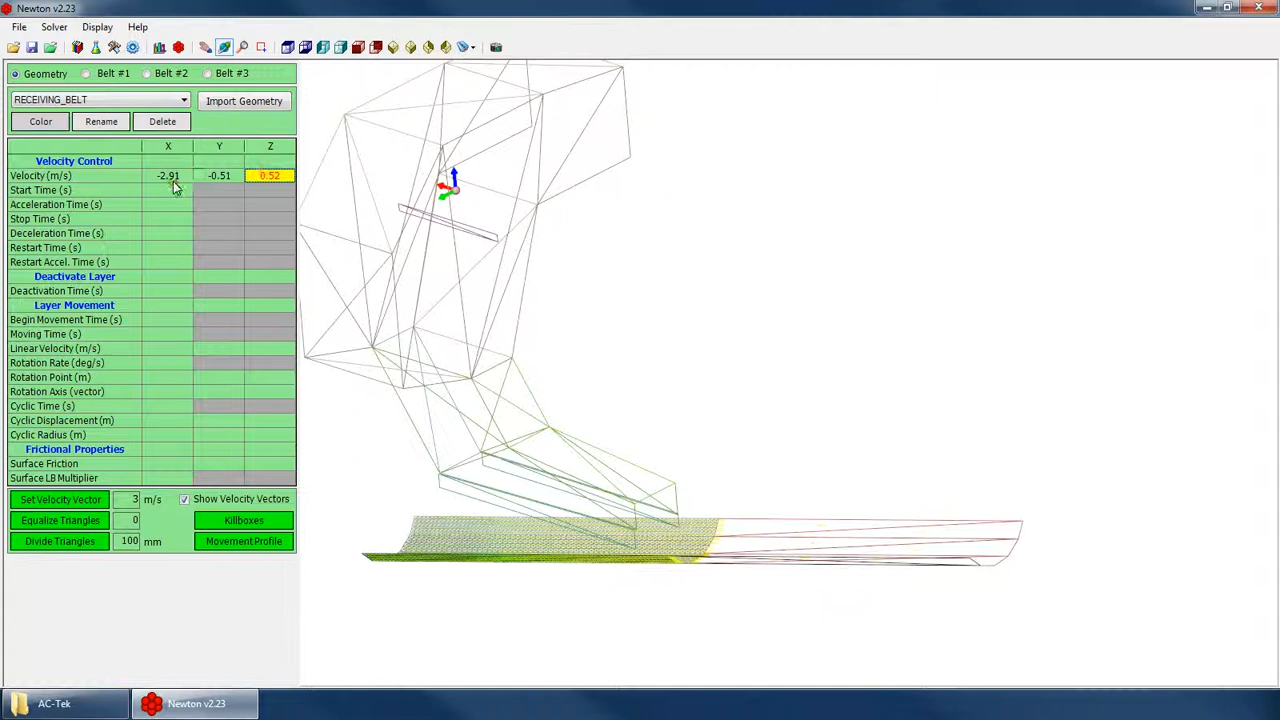 Newton v2.23
File Solver Display Help
Geometry Belt #1 Belt #2 Belt #3
RECEIVING_BELT Import Geometry
Color Rename Delete
X Y Z
Velocity Control
Velocity (m/s) -2.91 -0.51 0.52
Start Time (s)
Acceleration Time (s)
Stop Time (s)
Deceleration Time (s)
Restart Time (s)
Restart Accel. Time (s)
Deactivate Layer
Deactivation Time (s)
Layer Movement
Begin Movement Time (s)
Moving Time (s)
Linear Velocity (m/s)
Rotation Rate (deg/s)
Rotation Point (m)
Rotation Axis (vector)
Cyclic Time (s)
Cyclic Displacement (m)
Cyclic Radius (m)
Frictional Properties
Surface Friction
Surface LB Multiplier
Set Velocity Vector 3 m/s Show Velocity Vectors
Equalize Triangles 0 Killboxes
Divide Triangles 100 mm Movement Profile
AC-Tek Newton v2.23